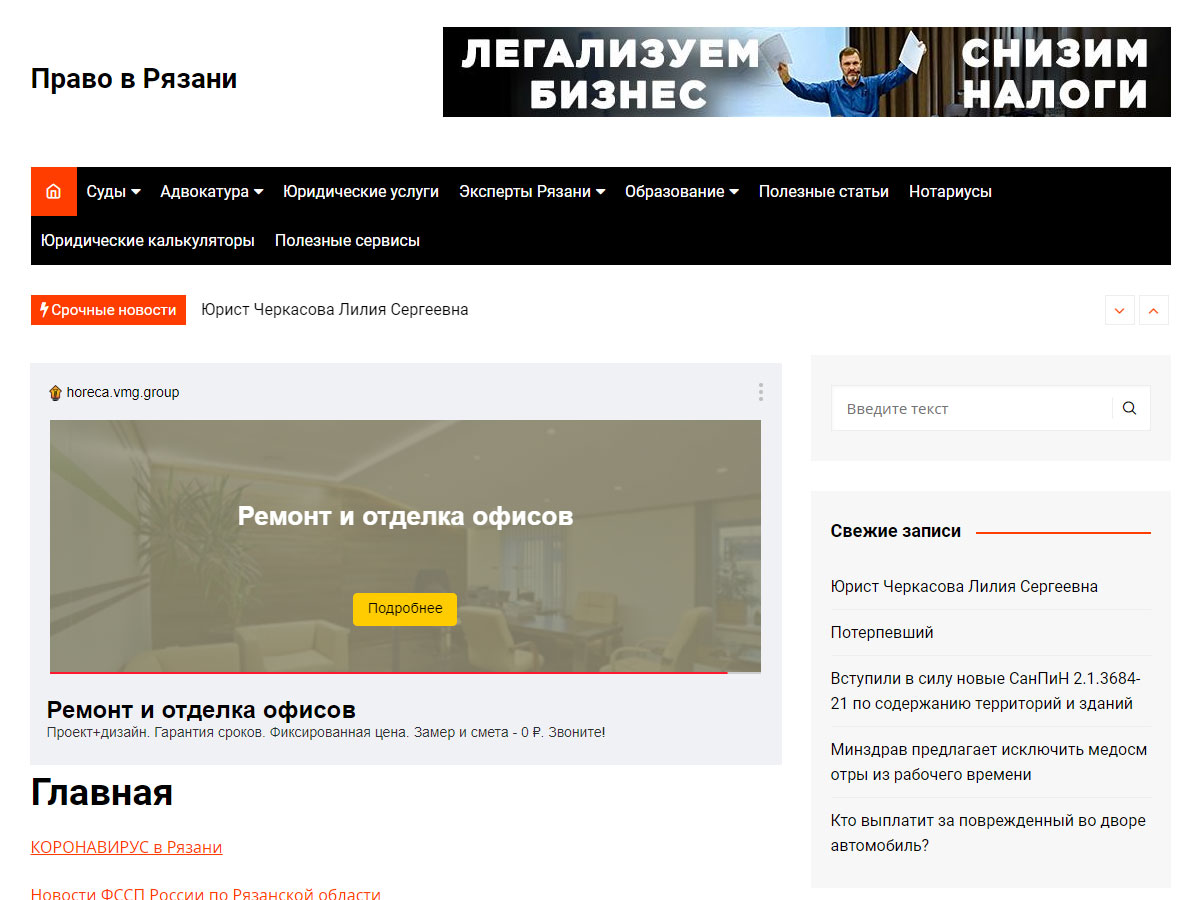 Право в Рязани
ЛЕГАЛИЗУЕМ
БИЗНЕС
СНИЗИМ
НАЛОГИ
Суды Адвокатура Юридические услуги Эксперты Рязани Образование Полезные статьи Нотариусы
Юридические калькуляторы Полезные сервисы
Срочные новости Юрист Черкасова Лилия Сергеевна
horeca.vmg.group
Ремонт и отделка офисов
Подробнее
Ремонт и отделка офисов
Проект+дизайн. Гарантия сроков. Фиксированная цена. Замер и смета - 0 ₽. Звоните!
Главная
КОРОНАВИРУС в Рязани
Новости ФССП России по Рязанской области
Введите текст
Свежие записи
Юрист Черкасова Лилия Сергеевна
Потерпевший
Вступили в силу новые СанПиН 2.1.3684-
21 по содержанию территорий и зданий
Минздрав предлагает исключить медосм
отры из рабочего времени
Кто выплатит за поврежденный во дворе
автомобиль?